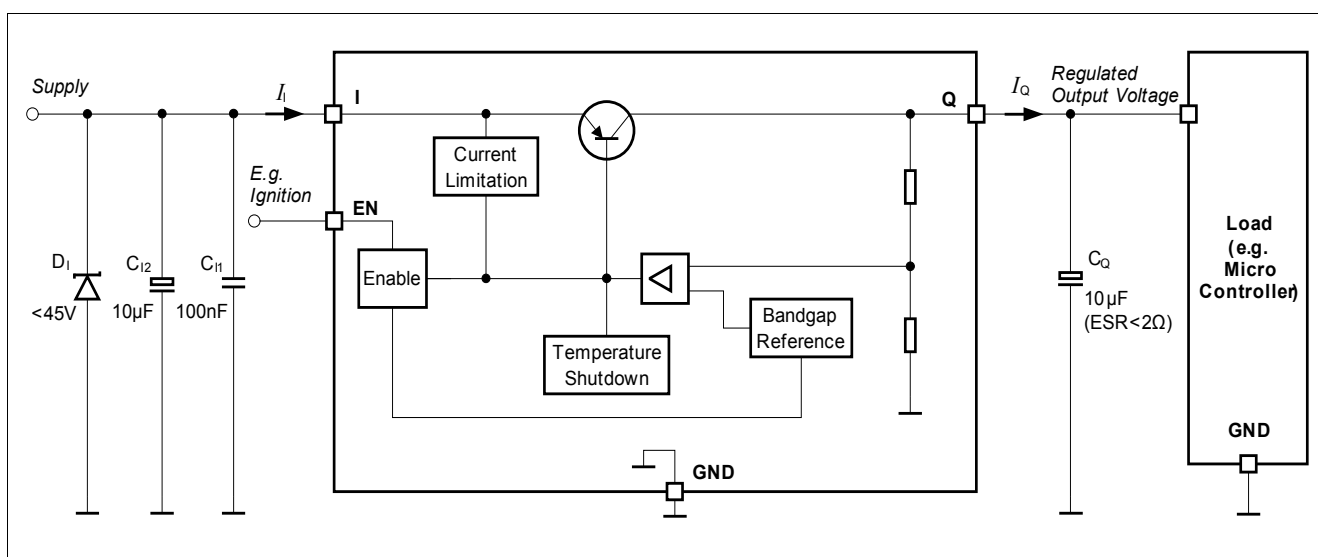 Supply
I_I
I
Q
I_Q
Regulated
Output Voltage
Current
Limitation
E.g.
Ignition
EN
Enable
D_I
<45V
C_I2
10µF
C_I1
100nF
Temperature
Shutdown
Bandgap
Reference
GND
C_Q
10µF
(ESR<2Ω)
Load
(e.g.
Micro
Controller)
GND